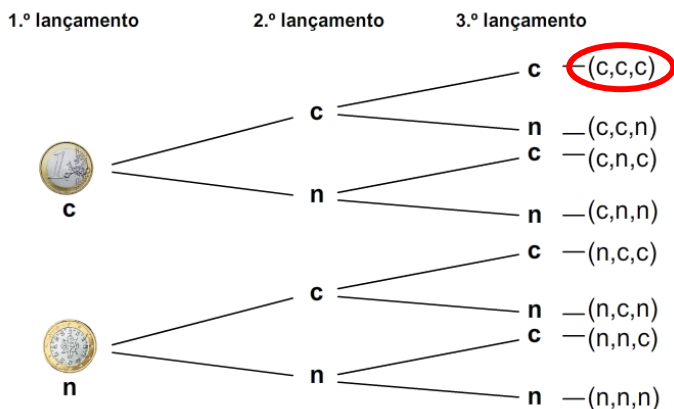 1.º lançamento 2.º lançamento 3.º lançamento
c (c,c,c)
c
n (c,c,n)
c (c,n,c)
n
c
n (c,n,n)
c (n,c,c)
c
n (n,c,n)
c (n,n,c)
n
n
n (n,n,n)